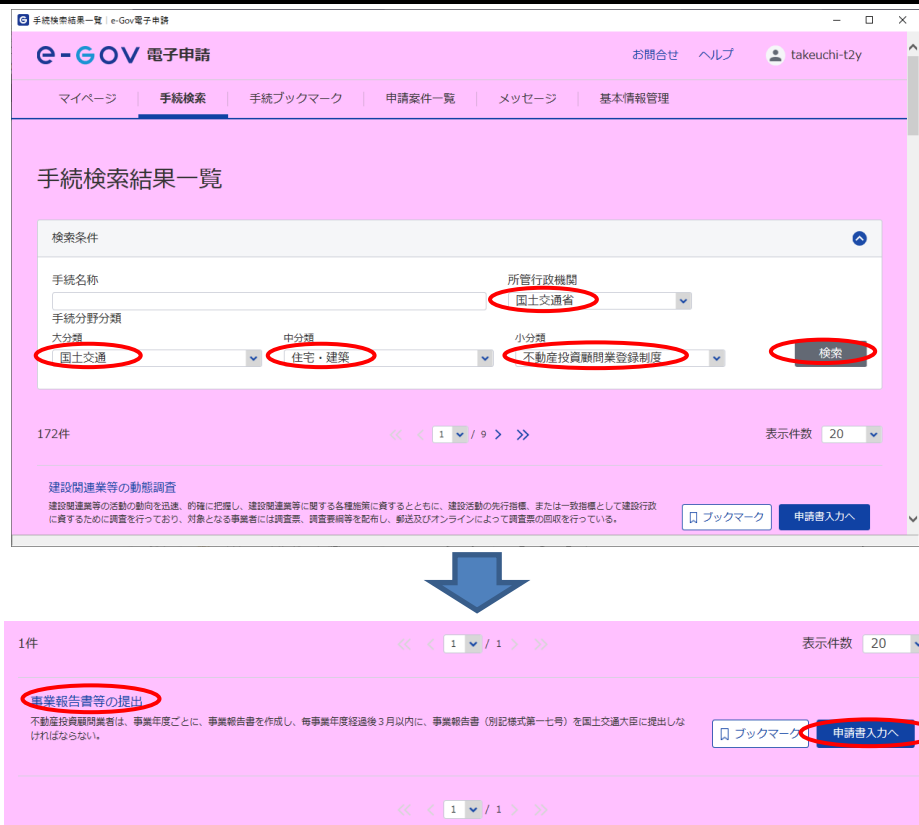 手続検索結果一覧｜e-Gov電子申請
e-GOV 電子申請
お問合せ ヘルプ takeuchi-t2y
マイページ 手続検索 手続ブックマーク 申請案件一覧 メッセージ 基本情報管理
手続検索結果一覧
検索条件
手続名称 所管行政機関
国土交通省
手続分野分類
大分類 中分類 小分類
国土交通 住宅・建築 不動産投資顧問業登録制度 検索
172件 1 / 9 表示件数 20
建設関連業等の動態調査
建設関連業等の活動の動向を迅速、的確に把握し、建設関連業等に関する各種施策に資するとともに、建設活動の先行指標、または一致指標として建設行政
に資するために調査を行っており、対象となる事業者には調査票、調査要綱等を配布し、郵送及びオンラインによって調査票の回収を行っている。
ブックマーク 申請書入力へ
1件 1 / 1 表示件数 20
事業報告書等の提出
不動産投資顧問業者は、事業年度ごとに、事業報告書を作成し、毎事業年度経過後３月以内に、事業報告書（別記様式第一七号）を国土交通大臣に提出しな
ければならない。
ブックマーク 申請書入力へ
1 / 1